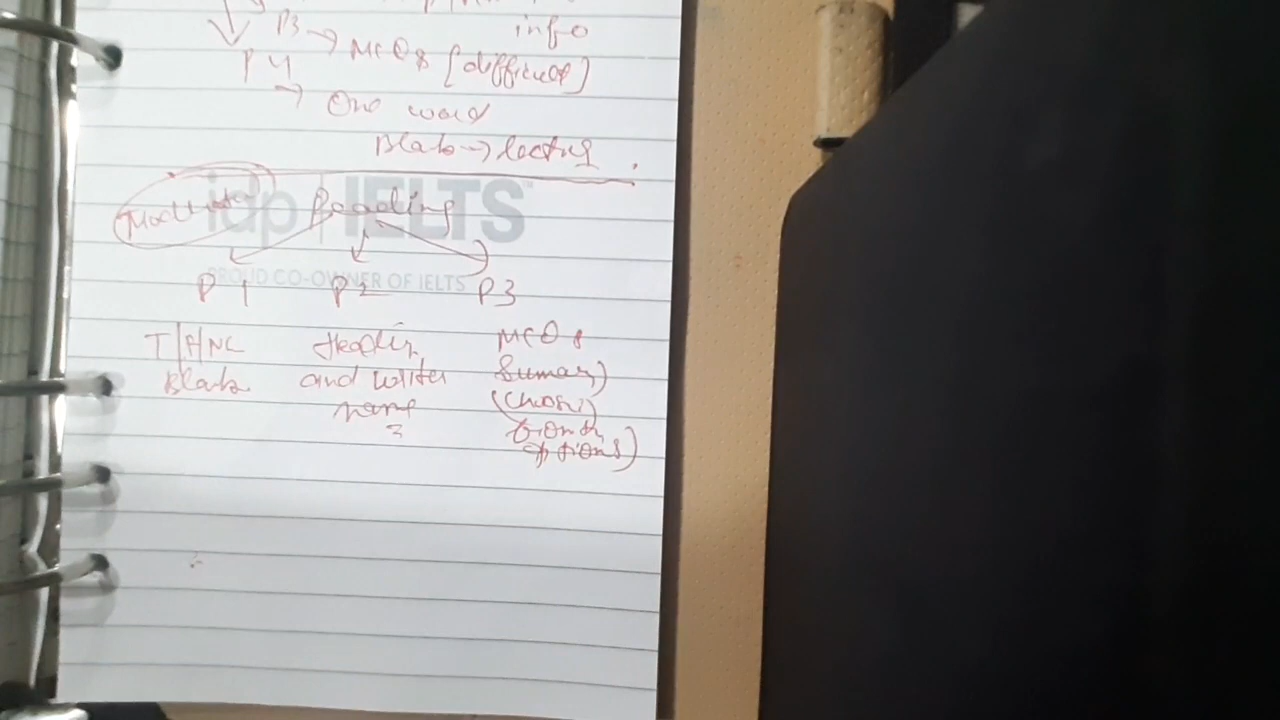 info
P3 → MCQs [difficult]
P4
→ One word
Blanks → lecture.
idp IELTS
Reading
PROUD CO-OWNER OF IELTS
P1 P2 P3
T/F/NG Heading MCQs
Blanks and writer Summary
name (Choosing
from the
options)